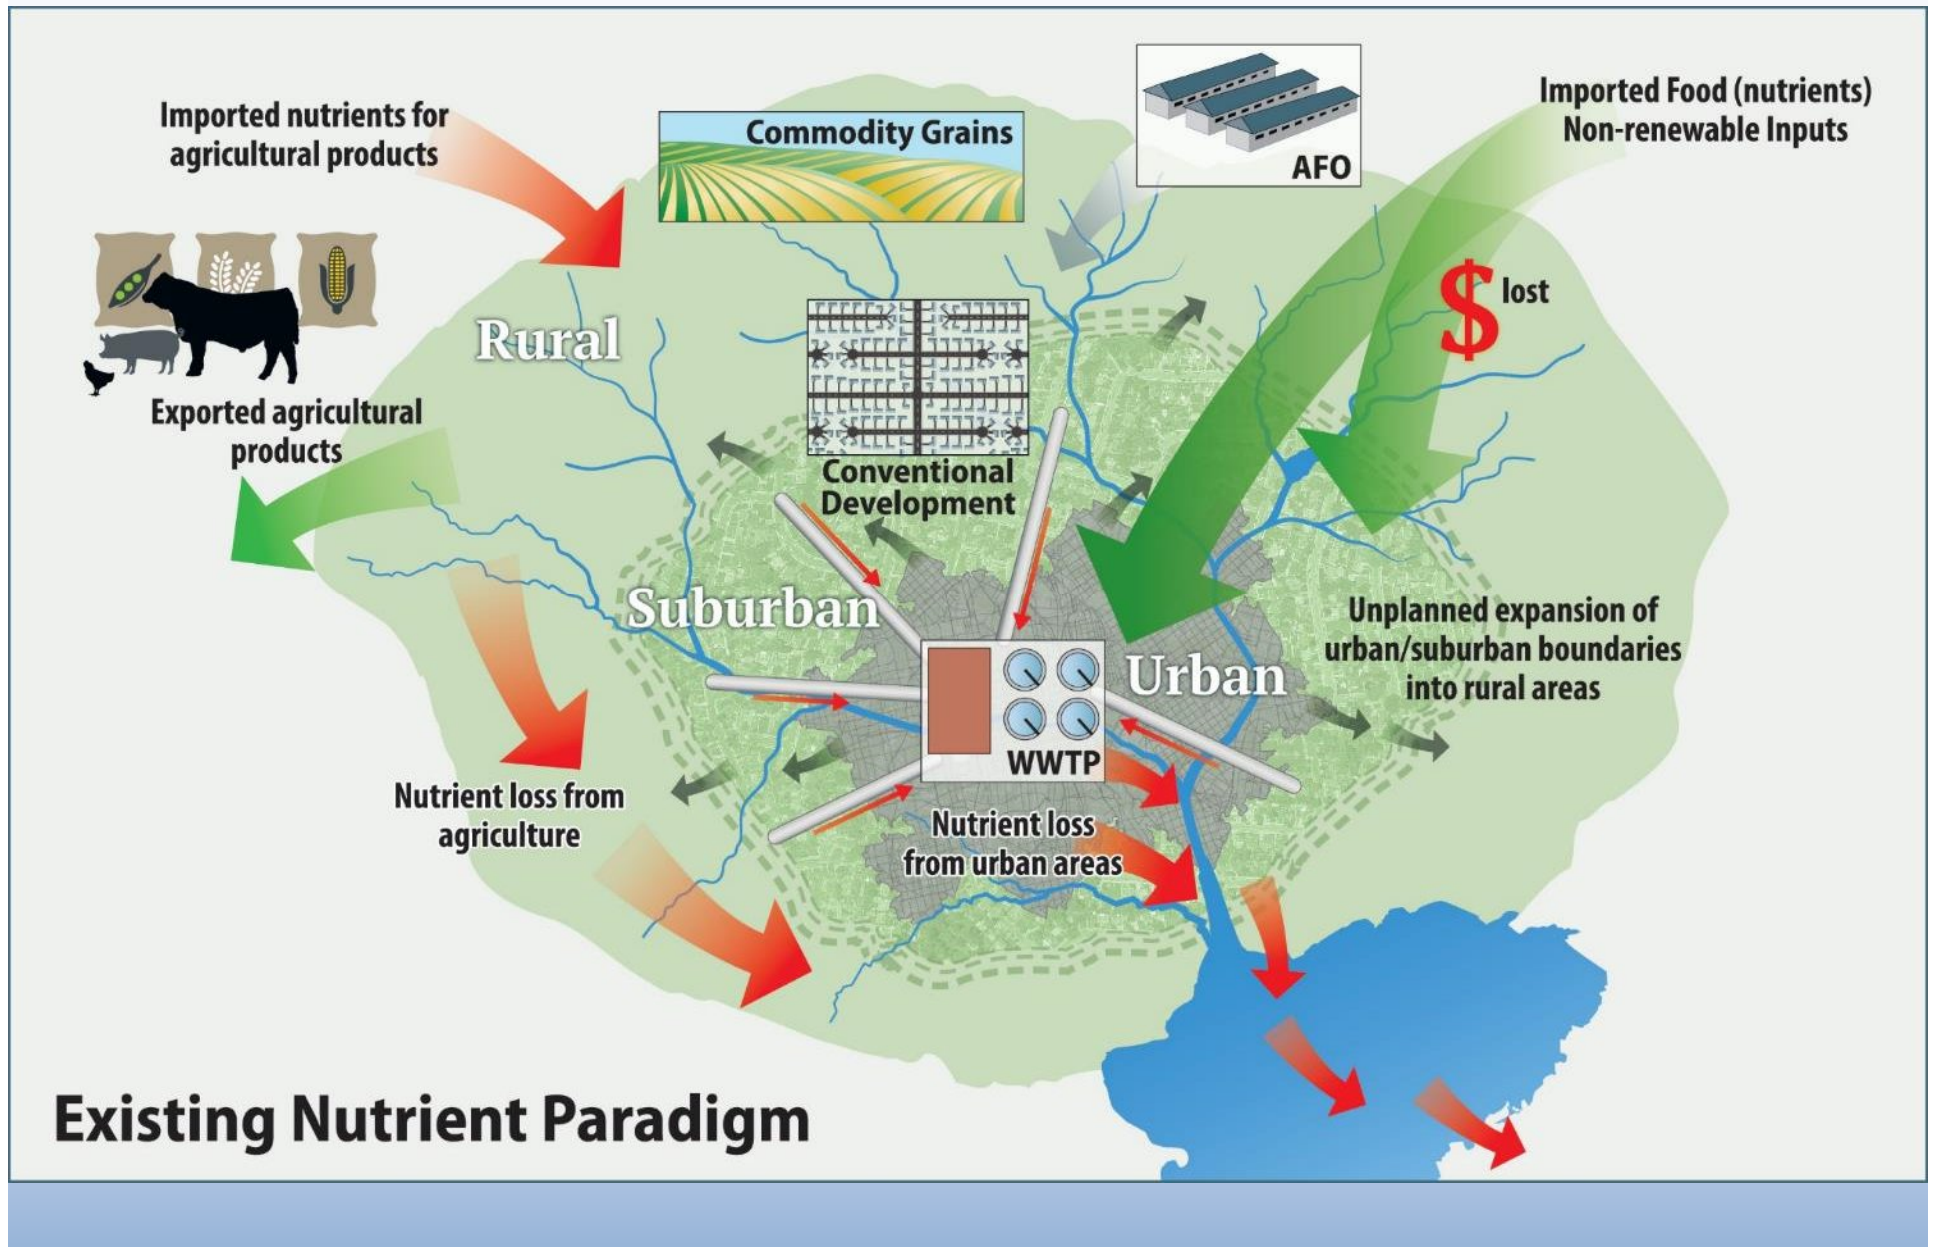 Imported nutrients for
agricultural products
Commodity Grains
AFO
Imported Food (nutrients)
Non-renewable Inputs
$ lost
Rural
Exported agricultural
products
Conventional
Development
Suburban
Urban
Unplanned expansion of
urban/suburban boundaries
into rural areas
WWTP
Nutrient loss from
agriculture
Nutrient loss
from urban areas
Existing Nutrient Paradigm